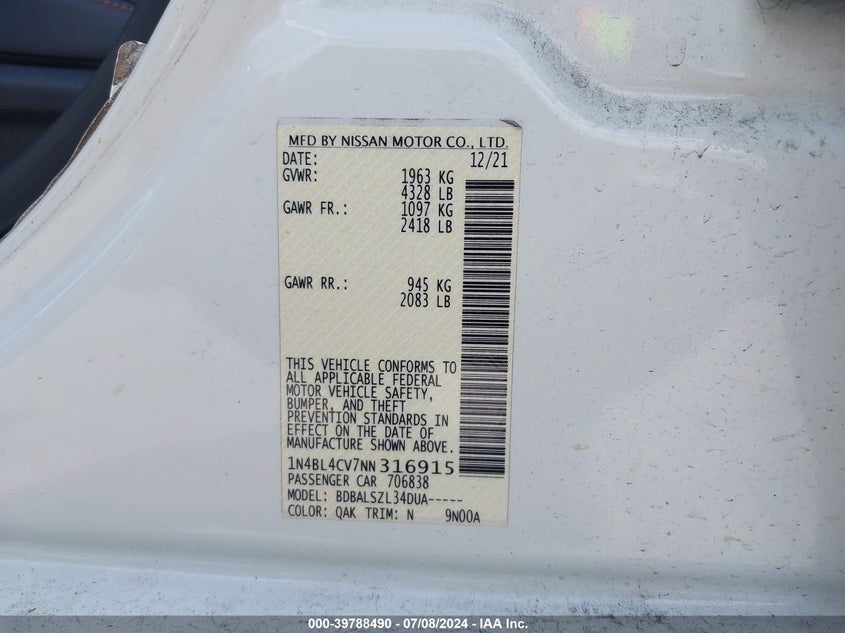 MFD BY NISSAN MOTOR CO., LTD.
DATE: 12/21
GVWR: 1963 KG
4328 LB
GAWR FR.: 1097 KG
2418 LB
GAWR RR.: 945 KG
2083 LB
THIS VEHICLE CONFORMS TO
ALL APPLICABLE FEDERAL
MOTOR VEHICLE SAFETY,
BUMPER, AND THEFT
PREVENTION STANDARDS IN
EFFECT ON THE DATE OF
MANUFACTURE SHOWN ABOVE.
1N4BL4CV7NN316915
PASSENGER CAR 706838
MODEL: BDBALSZL34DUA-----
COLOR: QAK TRIM: N 9N00A
000-39788490 - 07/08/2024 - IAA Inc.